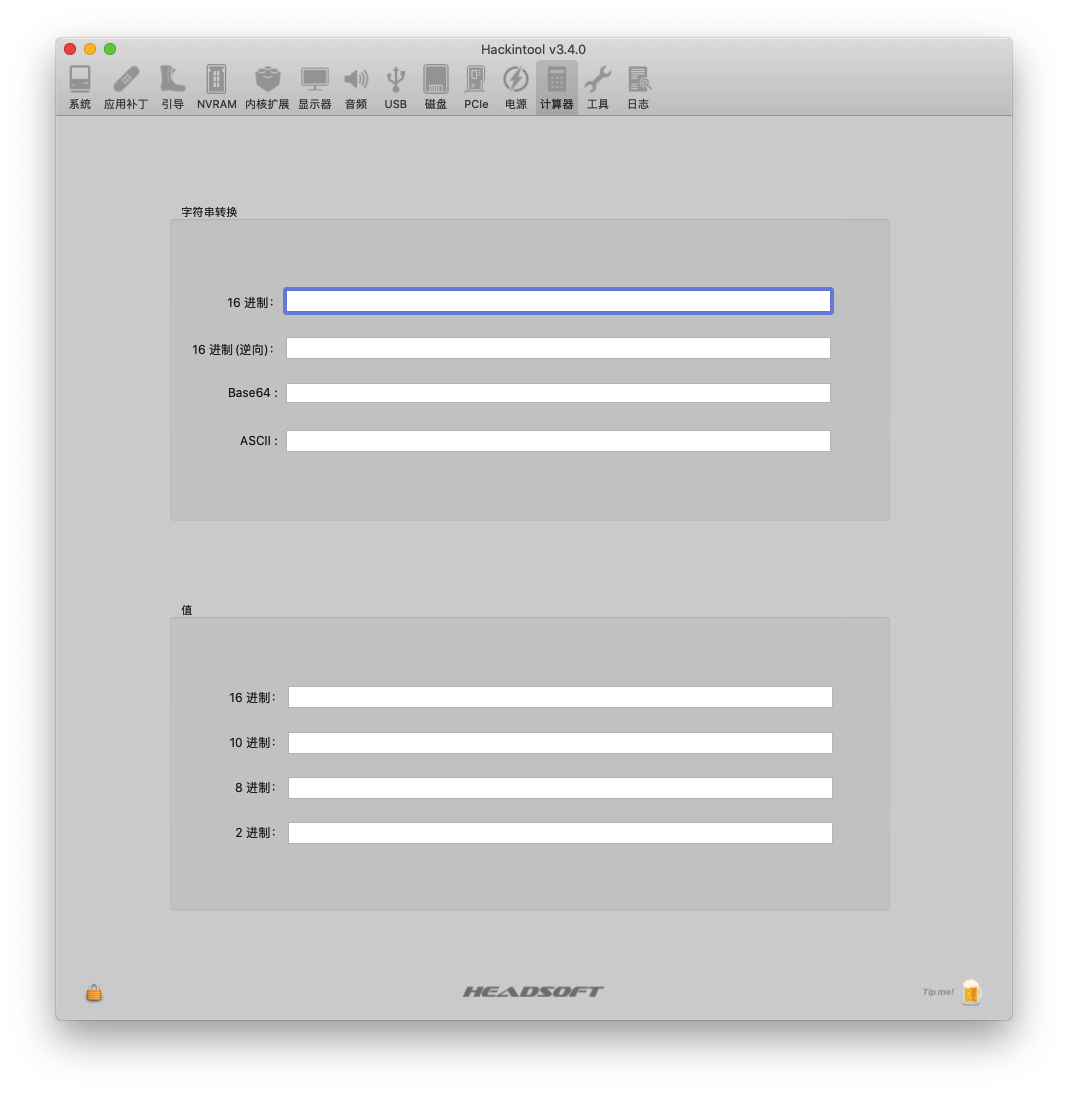 Hackintool v3.4.0
系统 应用补丁 引导 NVRAM 内核扩展 显示器 音频 USB 磁盘 PCIe 电源 计算器 工具 日志
字符串转换
16 进制:
16 进制 (逆向):
Base64 :
ASCII :
值
16 进制:
10 进制:
8 进制:
2 进制:
HEADSOFT
Tip me!